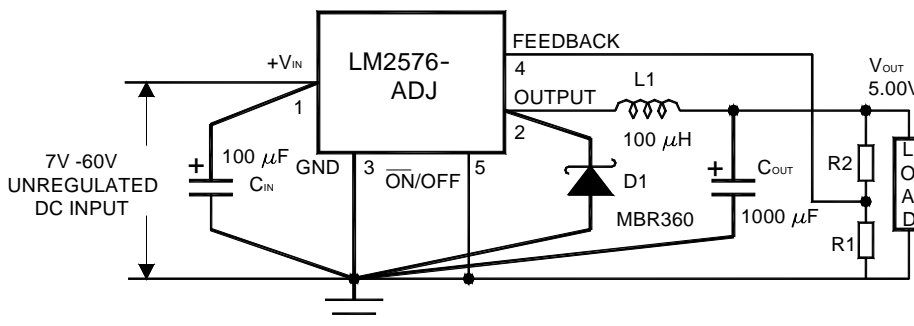 LM2576-
ADJ
+VIN
1
FEEDBACK
4
OUTPUT
2
L1
100 μH
VOUT
5.00V
7V -60V
UNREGULATED
DC INPUT
+
100 μF
CIN
GND
3
ON/OFF
5
D1
MBR360
+
COUT
1000 μF
R2
R1
LOAD